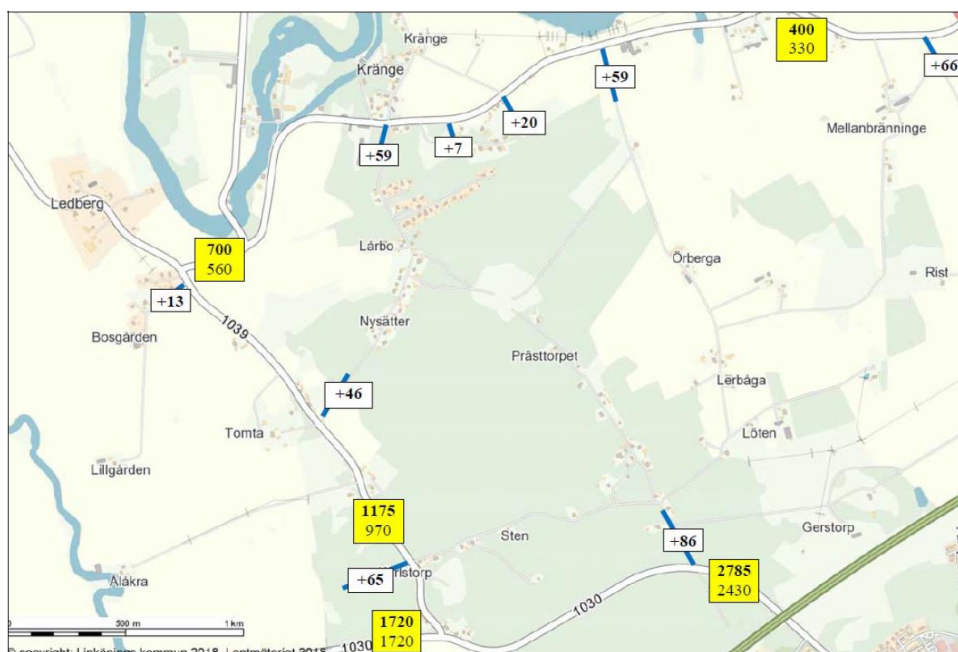 400
330
Kränge
Kränge
+59
+66
+20
+7
+59
Mellanbränninge
Ledberg
Lårbo
700
560
Örberga
Rist
+13
1039
Nysätter
Bosgården
Prästtorpet
Lerbåga
+46
Tomta
Löten
Lillgården
1175
970
Sten
Gerstorp
+86
+65
ristorp
2785
2430
Älåkra
1030
1720
1720
1030
500 m
1 km